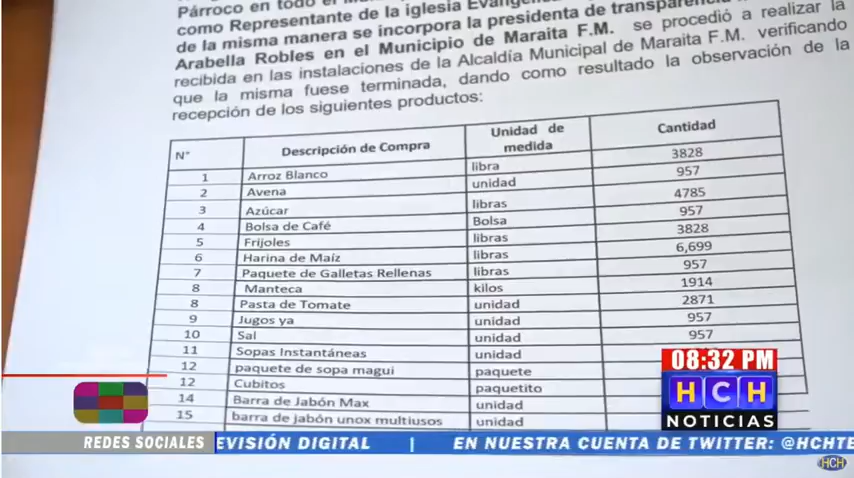 Párroco en todo el
como Representante de la iglesia
de la misma manera se incorpora la presidenta de transparencia
Arabella Robles en el Municipio de Maraita F.M. se procedió a realizar la
recibida en las instalaciones de la Alcaldía Municipal de Maraita F.M. verificando
que la misma fuese terminada, dando como resultado la observación de la
recepción de los siguientes productos:
N° Descripción de Compra Unidad de medida Cantidad
1 Arroz Blanco libra 3828
2 Avena unidad 957
3 Azúcar libras 4785
4 Bolsa de Café Bolsa 957
5 Frijoles libras 3828
6 Harina de Maíz libras 6,699
7 Paquete de Galletas Rellenas libras 957
8 Manteca kilos 1914
8 Pasta de Tomate unidad 2871
9 Jugos ya unidad 957
10 Sal unidad 957
11 Sopas Instantáneas unidad
12 paquete de sopa magui paquete
12 Cubitos paquetito
14 Barra de Jabón Max unidad
15 barra de jabón unox multiusos unidad
08:32 PM
HCH
NOTICIAS
REDES SOCIALES
EVISIÓN DIGITAL | EN NUESTRA CUENTA DE TWITTER: @HCHTE
HCH